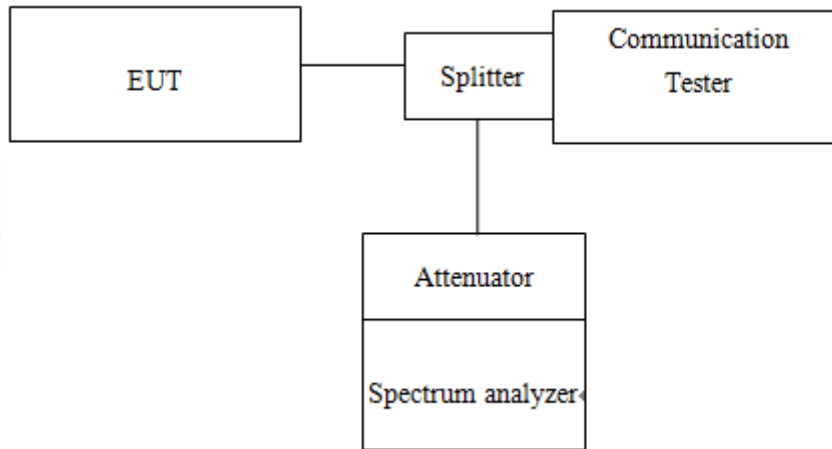 EUT
Splitter
Communication
Tester
Attenuator
Spectrum analyzer